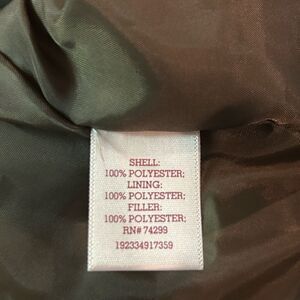 SHELL:
100% POLYESTER;
LINING:
100% POLYESTER;
FILLER:
100% POLYESTER;
RN# 74299
192334917359